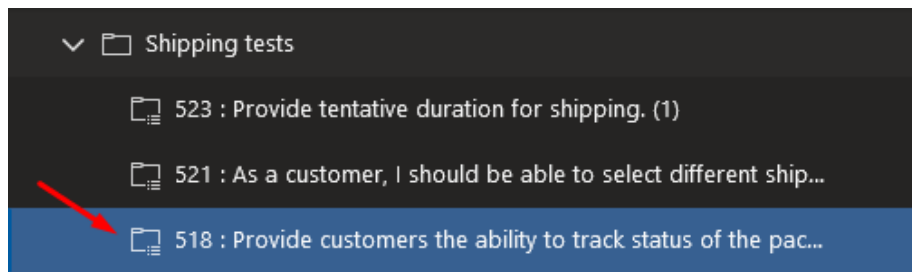 Shipping tests
523 : Provide tentative duration for shipping. (1)
521 : As a customer, I should be able to select different ship...
518 : Provide customers the ability to track status of the pac...